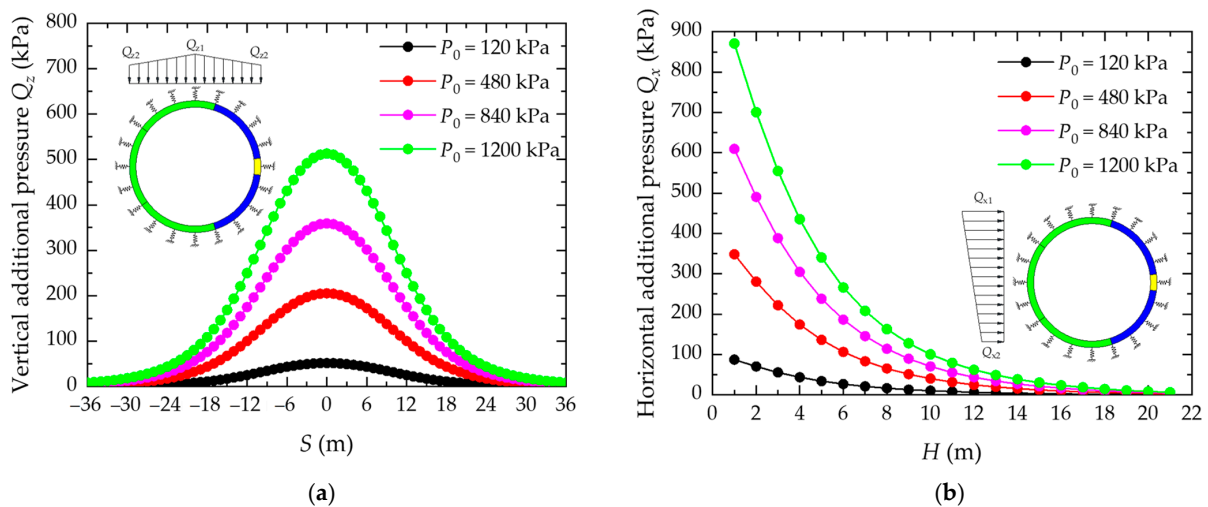 Vertical additional pressure Qz (kPa)
800
700
600
500
400
300
200
100
0
Qz1
Qz2
Qz2
P0 = 120 kPa
P0 = 480 kPa
P0 = 840 kPa
P0 = 1200 kPa
−36 −30 −24 −18 −12 −6 0 6 12 18 24 30 36
S (m)
(a)
Horizontal additional pressure Qx (kPa)
900
800
700
600
500
400
300
200
100
0
P0 = 120 kPa
P0 = 480 kPa
P0 = 840 kPa
P0 = 1200 kPa
Qx1
Qx2
0 2 4 6 8 10 12 14 16 18 20 22
H (m)
(b)